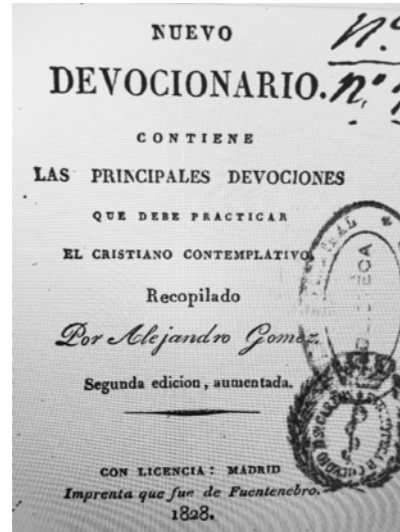 NUEVO
DEVOCIONARIO.
CONTIENE
LAS PRINCIPALES DEVOCIONES
QUE DEBE PRACTICAR
EL CRISTIANO CONTEMPLATIVO.
Recopilado
Por Alejandro Gomez.
Segunda edicion, aumentada.
CON LICENCIA: MADRID
Imprenta que fue de Fuentenebro.
1828.